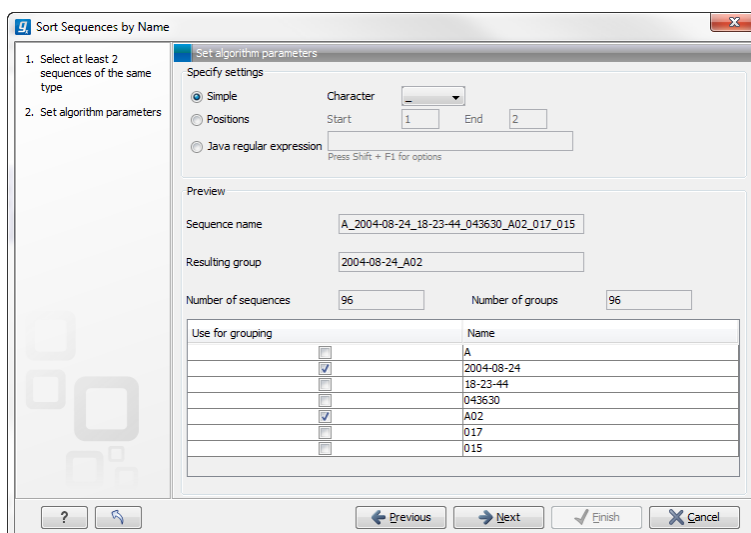 Sort Sequences by Name
1. Select at least 2
sequences of the same
type
2. Set algorithm parameters
Set algorithm parameters
Specify settings
Simple Character _
Positions Start 1 End 2
Java regular expression
Press Shift + F1 for options
Preview
Sequence name A_2004-08-24_18-23-44_043630_A02_017_015
Resulting group 2004-08-24_A02
Number of sequences 96 Number of groups 96
Use for grouping Name
A
2004-08-24
18-23-44
043630
A02
017
015
? Previous Next Finish Cancel